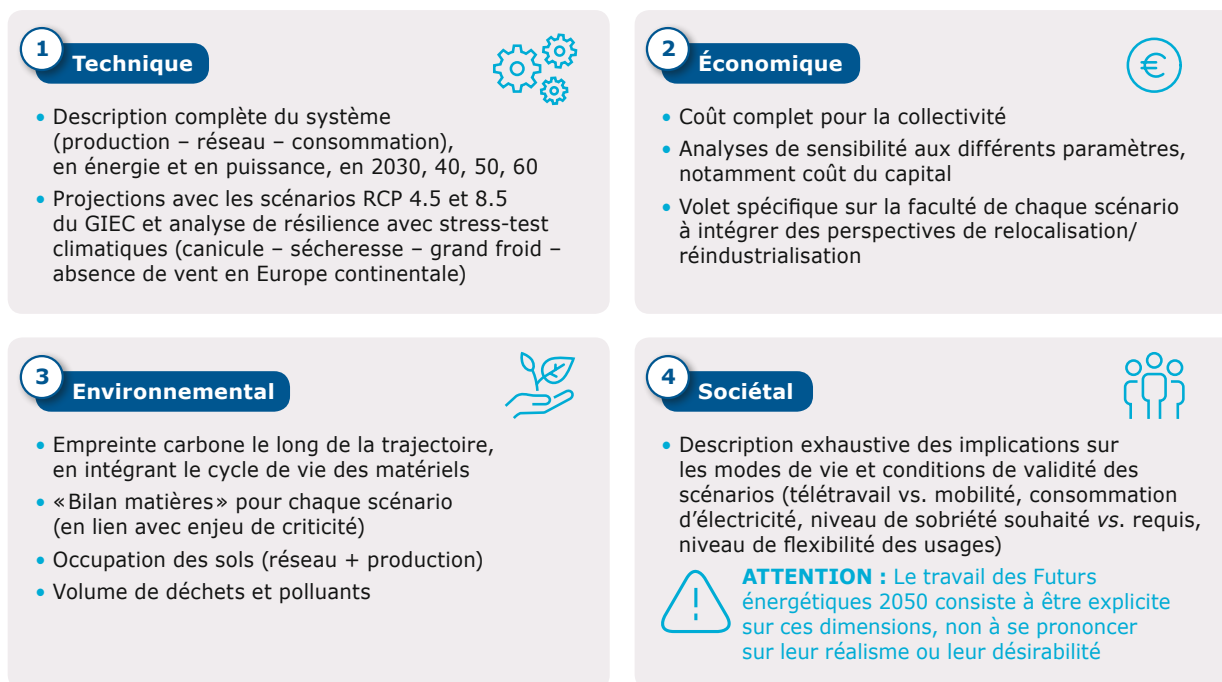 1
Technique
• Description complète du système
(production – réseau – consommation),
en énergie et en puissance, en 2030, 40, 50, 60
• Projections avec les scénarios RCP 4.5 et 8.5
du GIEC et analyse de résilience avec stress-test
climatiques (canicule – sécheresse – grand froid –
absence de vent en Europe continentale)
2
Économique
€
• Coût complet pour la collectivité
• Analyses de sensibilité aux différents paramètres,
notamment coût du capital
• Volet spécifique sur la faculté de chaque scénario
à intégrer des perspectives de relocalisation/
réindustrialisation
3
Environnemental
• Empreinte carbone le long de la trajectoire,
en intégrant le cycle de vie des matériels
• «Bilan matières» pour chaque scénario
(en lien avec enjeu de criticité)
• Occupation des sols (réseau + production)
• Volume de déchets et polluants
4
Sociétal
• Description exhaustive des implications sur
les modes de vie et conditions de validité des
scénarios (télétravail vs. mobilité, consommation
d'électricité, niveau de sobriété souhaité vs. requis,
niveau de flexibilité des usages)
ATTENTION : Le travail des Futurs
énergétiques 2050 consiste à être explicite
sur ces dimensions, non à se prononcer
sur leur réalisme ou leur désirabilité